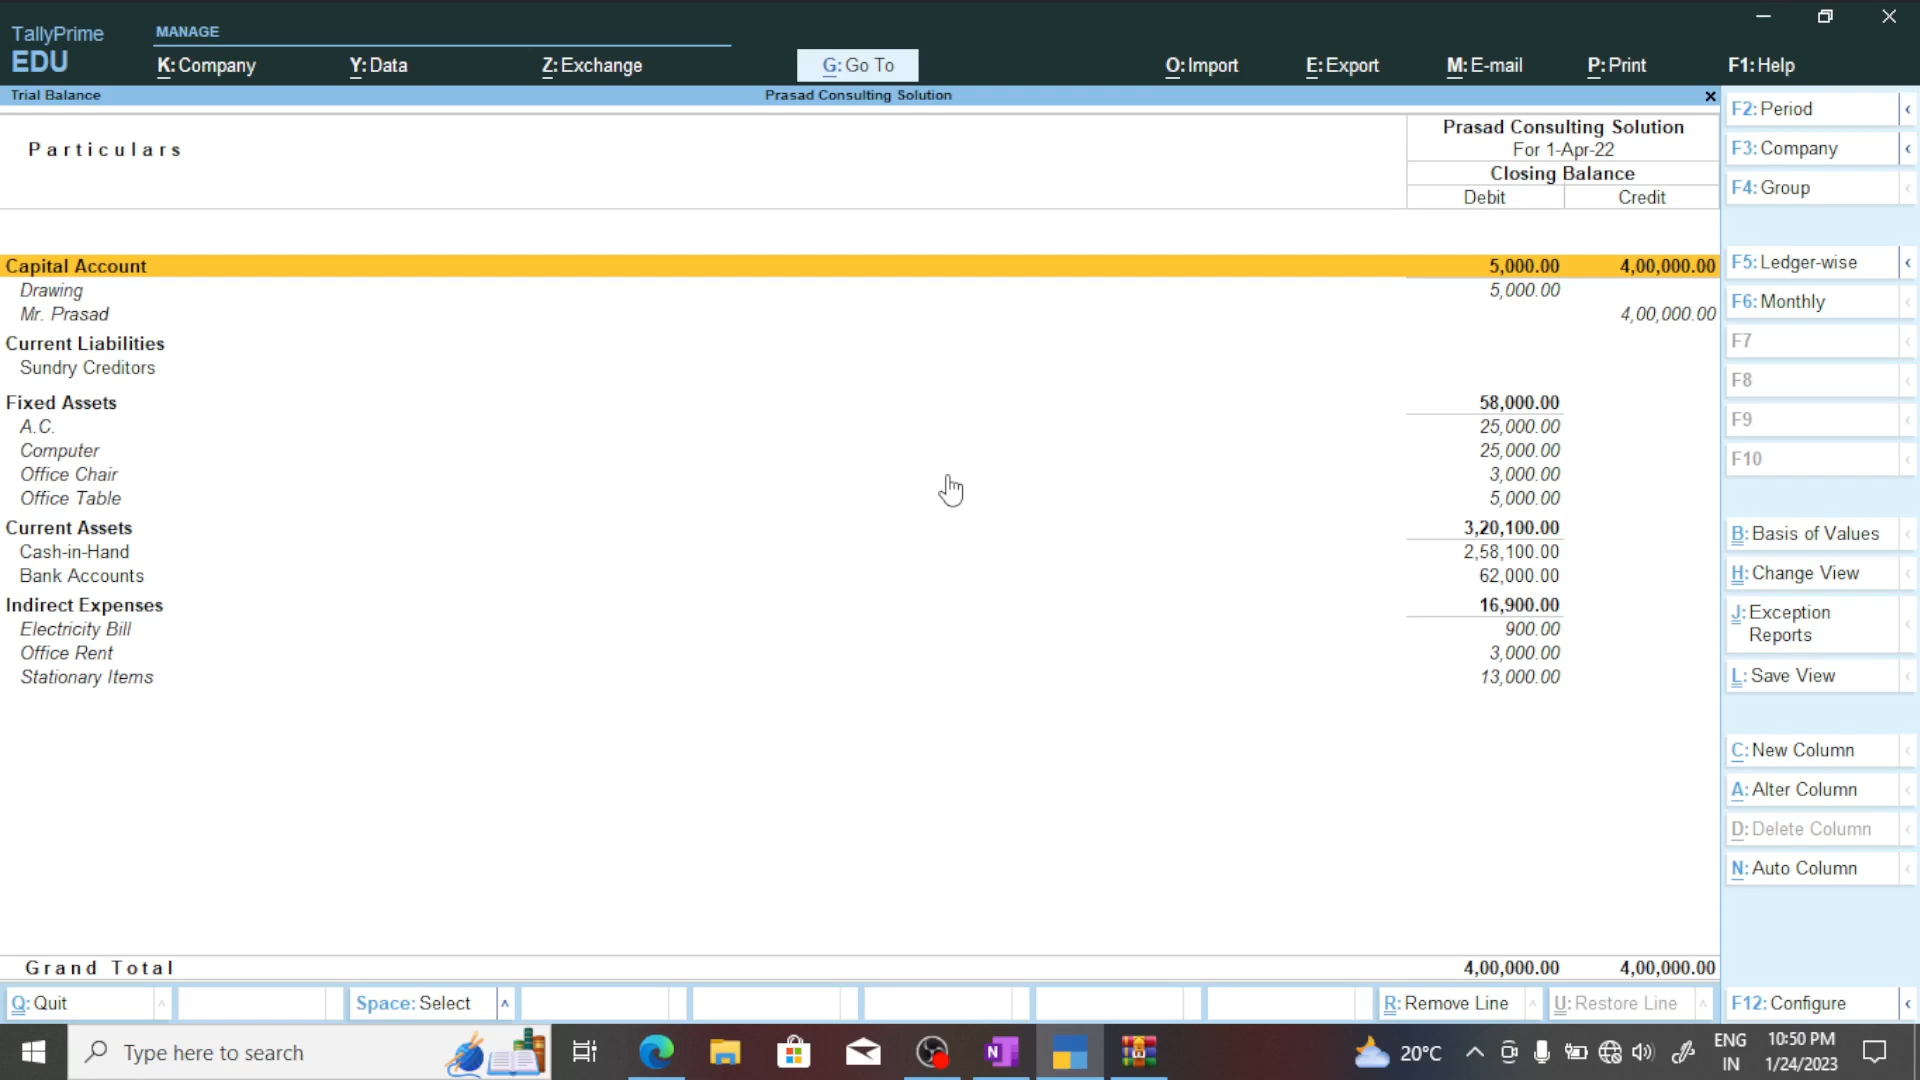 TallyPrime
EDU
MANAGE
K: Company
Y: Data
Z: Exchange
G: Go To
O: Import
E: Export
M: E-mail
P: Print
F1: Help
Trial Balance
Prasad Consulting Solution
Particulars
Prasad Consulting Solution
For 1-Apr-22
Closing Balance
Debit Credit
Capital Account 5,000.00 4,00,000.00
Drawing 5,000.00
Mr. Prasad 4,00,000.00
Current Liabilities
Sundry Creditors
Fixed Assets 58,000.00
A.C. 25,000.00
Computer 25,000.00
Office Chair 3,000.00
Office Table 5,000.00
Current Assets 3,20,100.00
Cash-in-Hand 2,58,100.00
Bank Accounts 62,000.00
Indirect Expenses 16,900.00
Electricity Bill 900.00
Office Rent 3,000.00
Stationary Items 13,000.00
Grand Total 4,00,000.00 4,00,000.00
F2: Period
F3: Company
F4: Group
F5: Ledger-wise
F6: Monthly
F7
F8
F9
F10
B: Basis of Values
H: Change View
J: Exception
Reports
L: Save View
C: New Column
A: Alter Column
D: Delete Column
N: Auto Column
Q: Quit
Space: Select
R: Remove Line
U: Restore Line
F12: Configure
Type here to search
20°C
ENG
IN
10:50 PM
1/24/2023